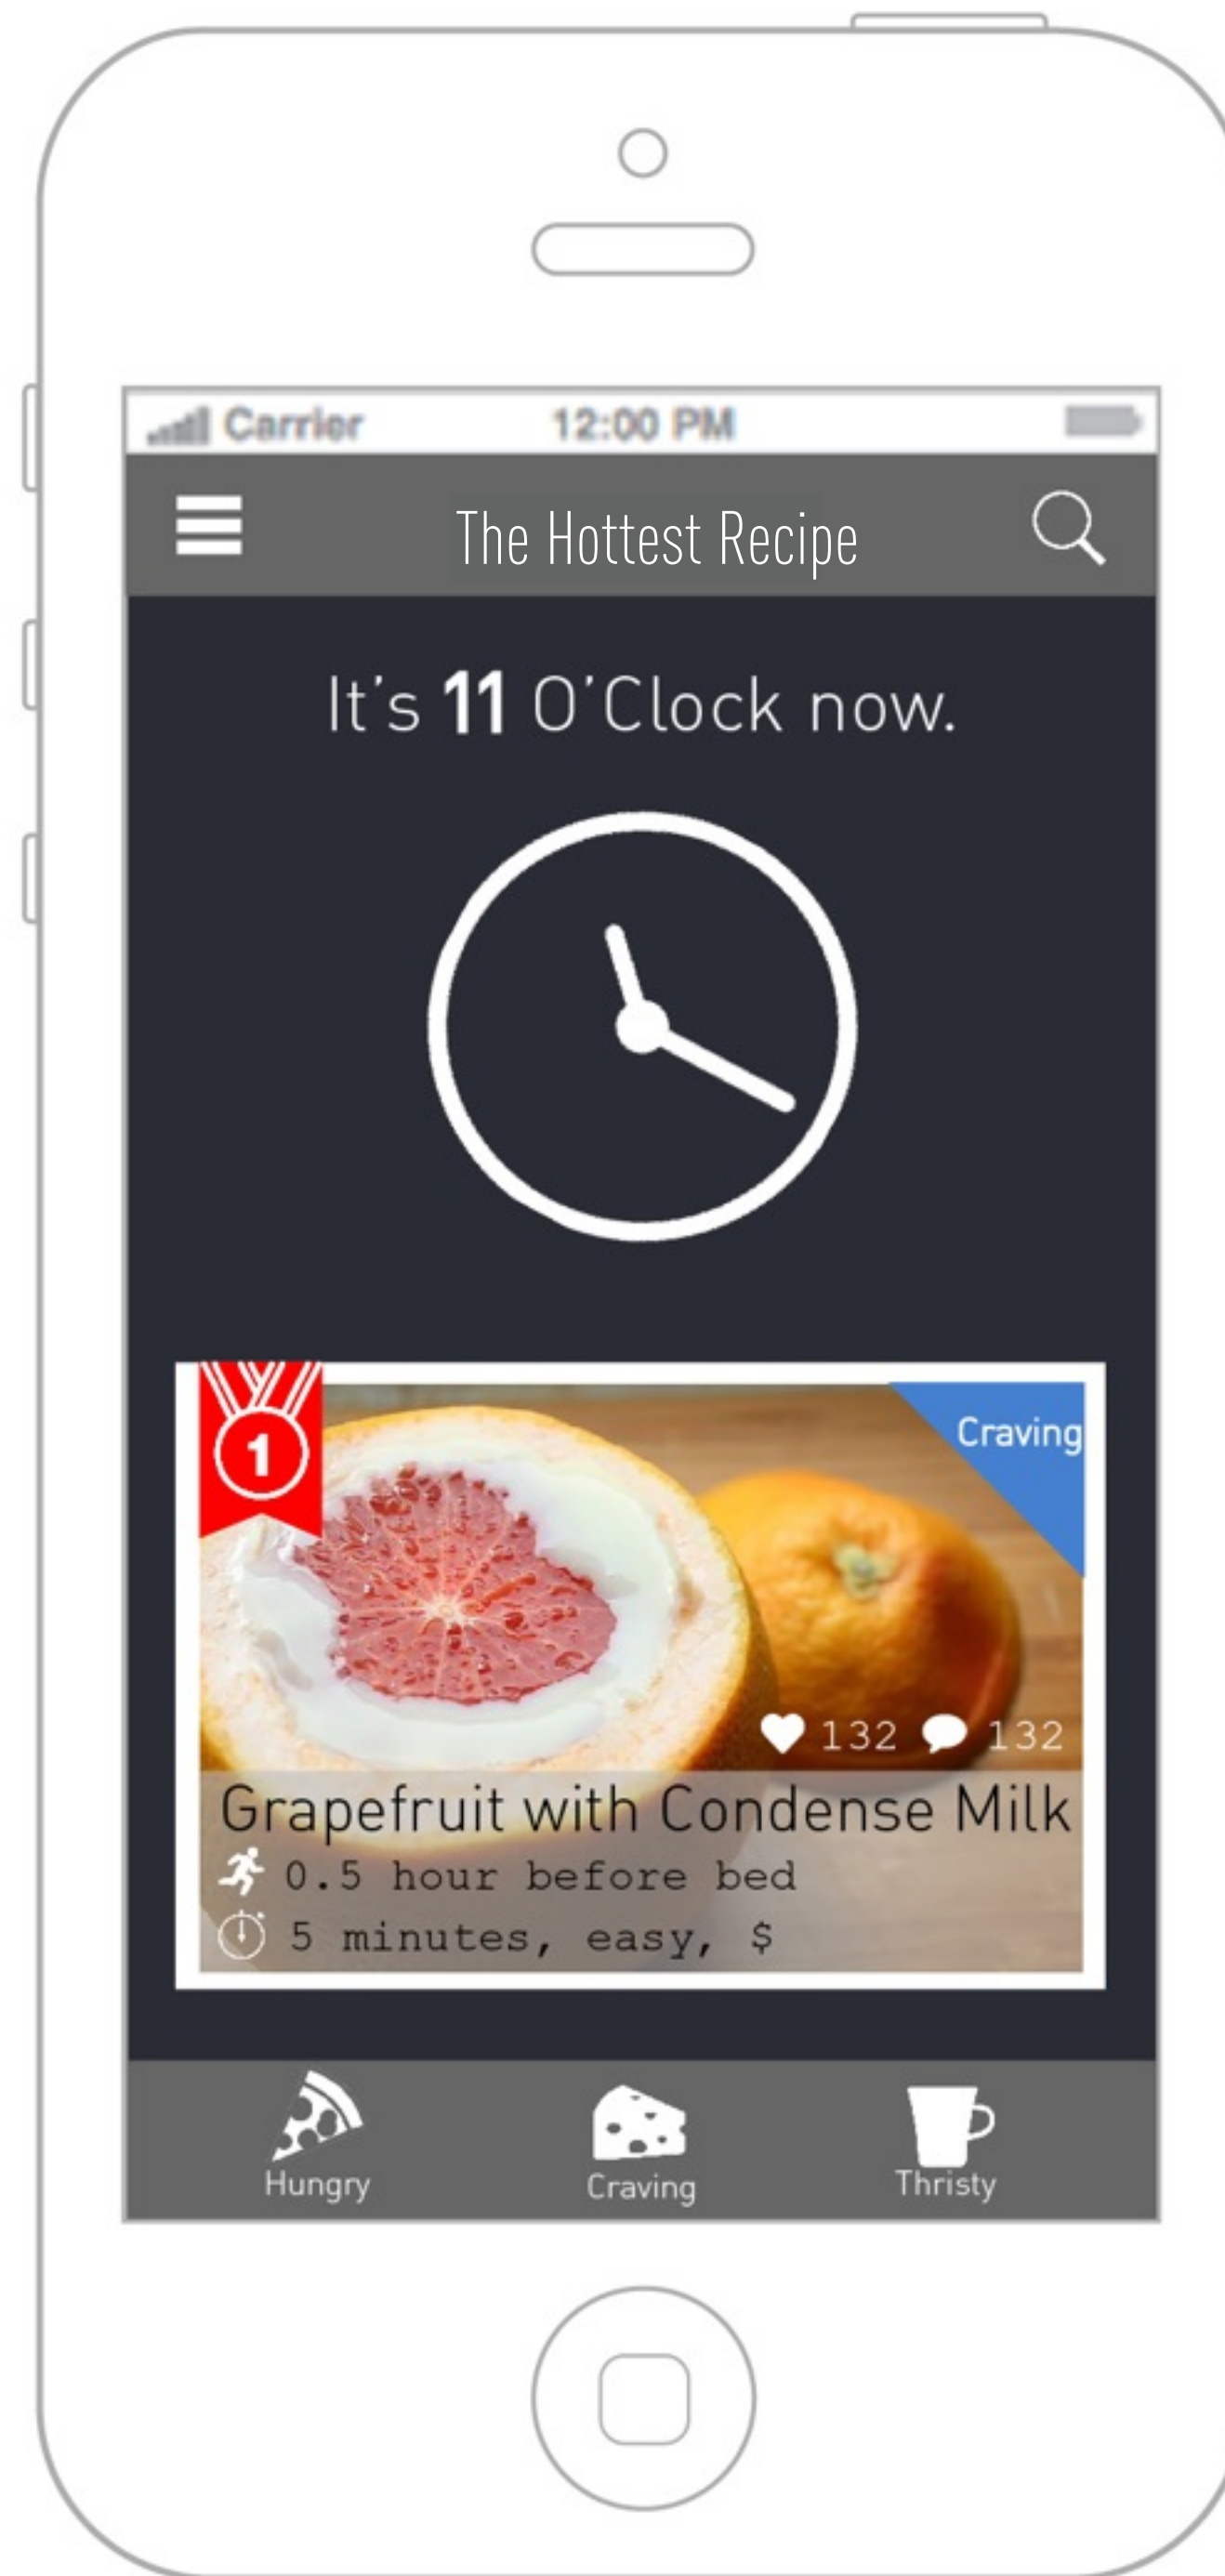 Carrier 12:00 PM
The Hottest Recipe
It's 11 O'Clock now.
1
Craving
132 132
Grapefruit with Condense Milk
0.5 hour before bed
5 minutes, easy, $
Hungry Craving Thristy